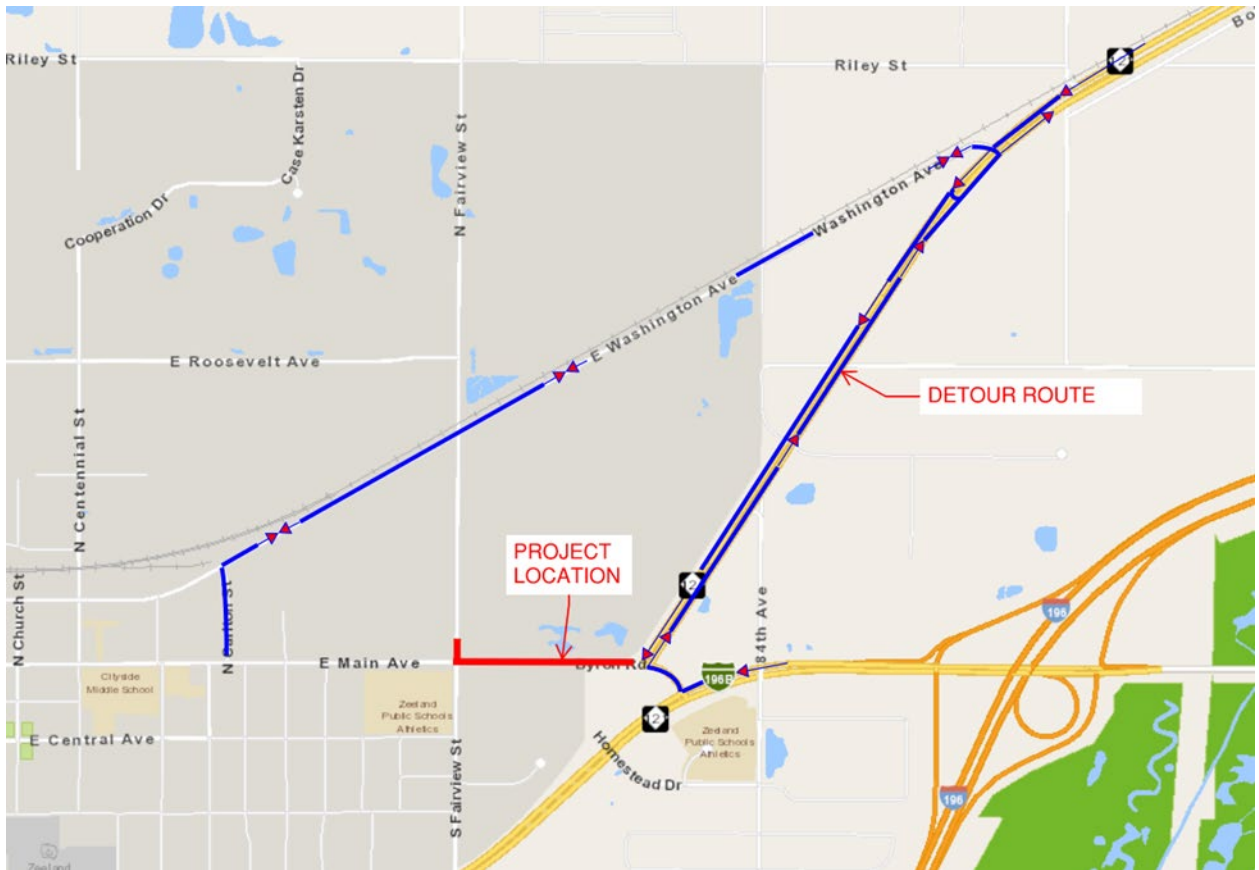 Riley St
Riley St
Case Karsten Dr
N Fairview St
Cooperation Dr
Washington Ave
E Washington Ave
E Roosevelt Ave
DETOUR ROUTE
N Centennial St
PROJECT
LOCATION
N Church St
N Carlton St
E Main Ave
Byron Rd
84th Ave
196
196B
Cityside
Middle School
Zeeland
Public Schools
Athletics
Zeeland
Public Schools
Athletics
E Central Ave
Homestead Dr
S Fairview St
196
Zeeland